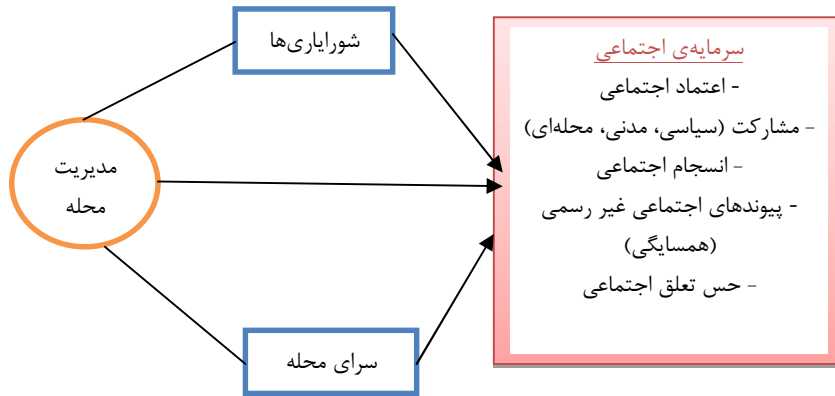 شورایاری‌ها
سرمایه‌ی اجتماعی
- اعتماد اجتماعی
- مشارکت (سیاسی، مدنی، محله‌ای)
- انسجام اجتماعی
- پیوندهای اجتماعی غیر رسمی
(همسایگی)
- حس تعلق اجتماعی
مدیریت
محله
سرای محله